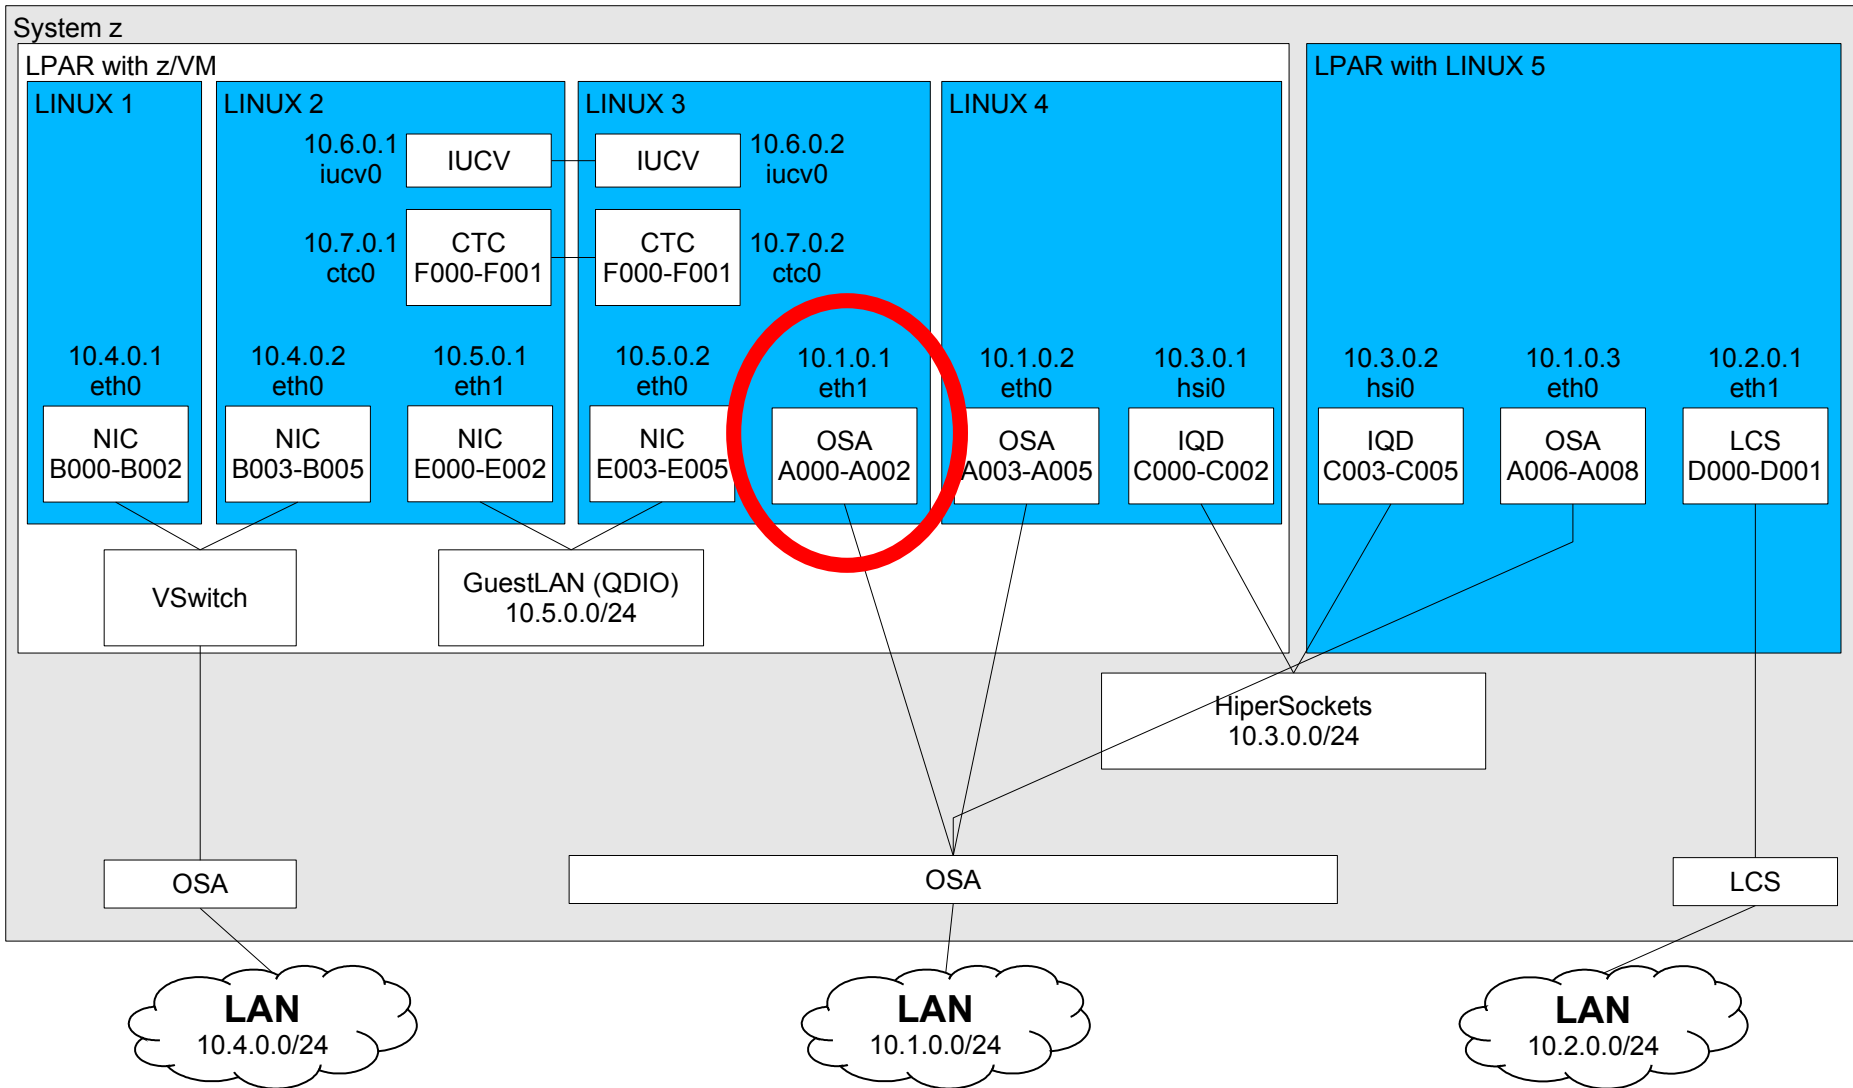 System z
LPAR with z/VM
LPAR with LINUX 5
LINUX 1
LINUX 2
LINUX 3
LINUX 4
10.6.0.1
iucv0
IUCV
IUCV
10.6.0.2
iucv0
10.7.0.1
ctc0
CTC
F000-F001
CTC
F000-F001
10.7.0.2
ctc0
10.4.0.1
eth0
NIC
B000-B002
10.4.0.2
eth0
NIC
B003-B005
10.5.0.1
eth1
NIC
E000-E002
10.5.0.2
eth0
NIC
E003-E005
10.1.0.1
eth1
OSA
A000-A002
10.1.0.2
eth0
OSA
A003-A005
10.3.0.1
hsi0
IQD
C000-C002
10.3.0.2
hsi0
IQD
C003-C005
10.1.0.3
eth0
OSA
A006-A008
10.2.0.1
eth1
LCS
D000-D001
VSwitch
GuestLAN (QDIO)
10.5.0.0/24
HiperSockets
10.3.0.0/24
OSA
OSA
LCS
LAN
10.4.0.0/24
LAN
10.1.0.0/24
LAN
10.2.0.0/24